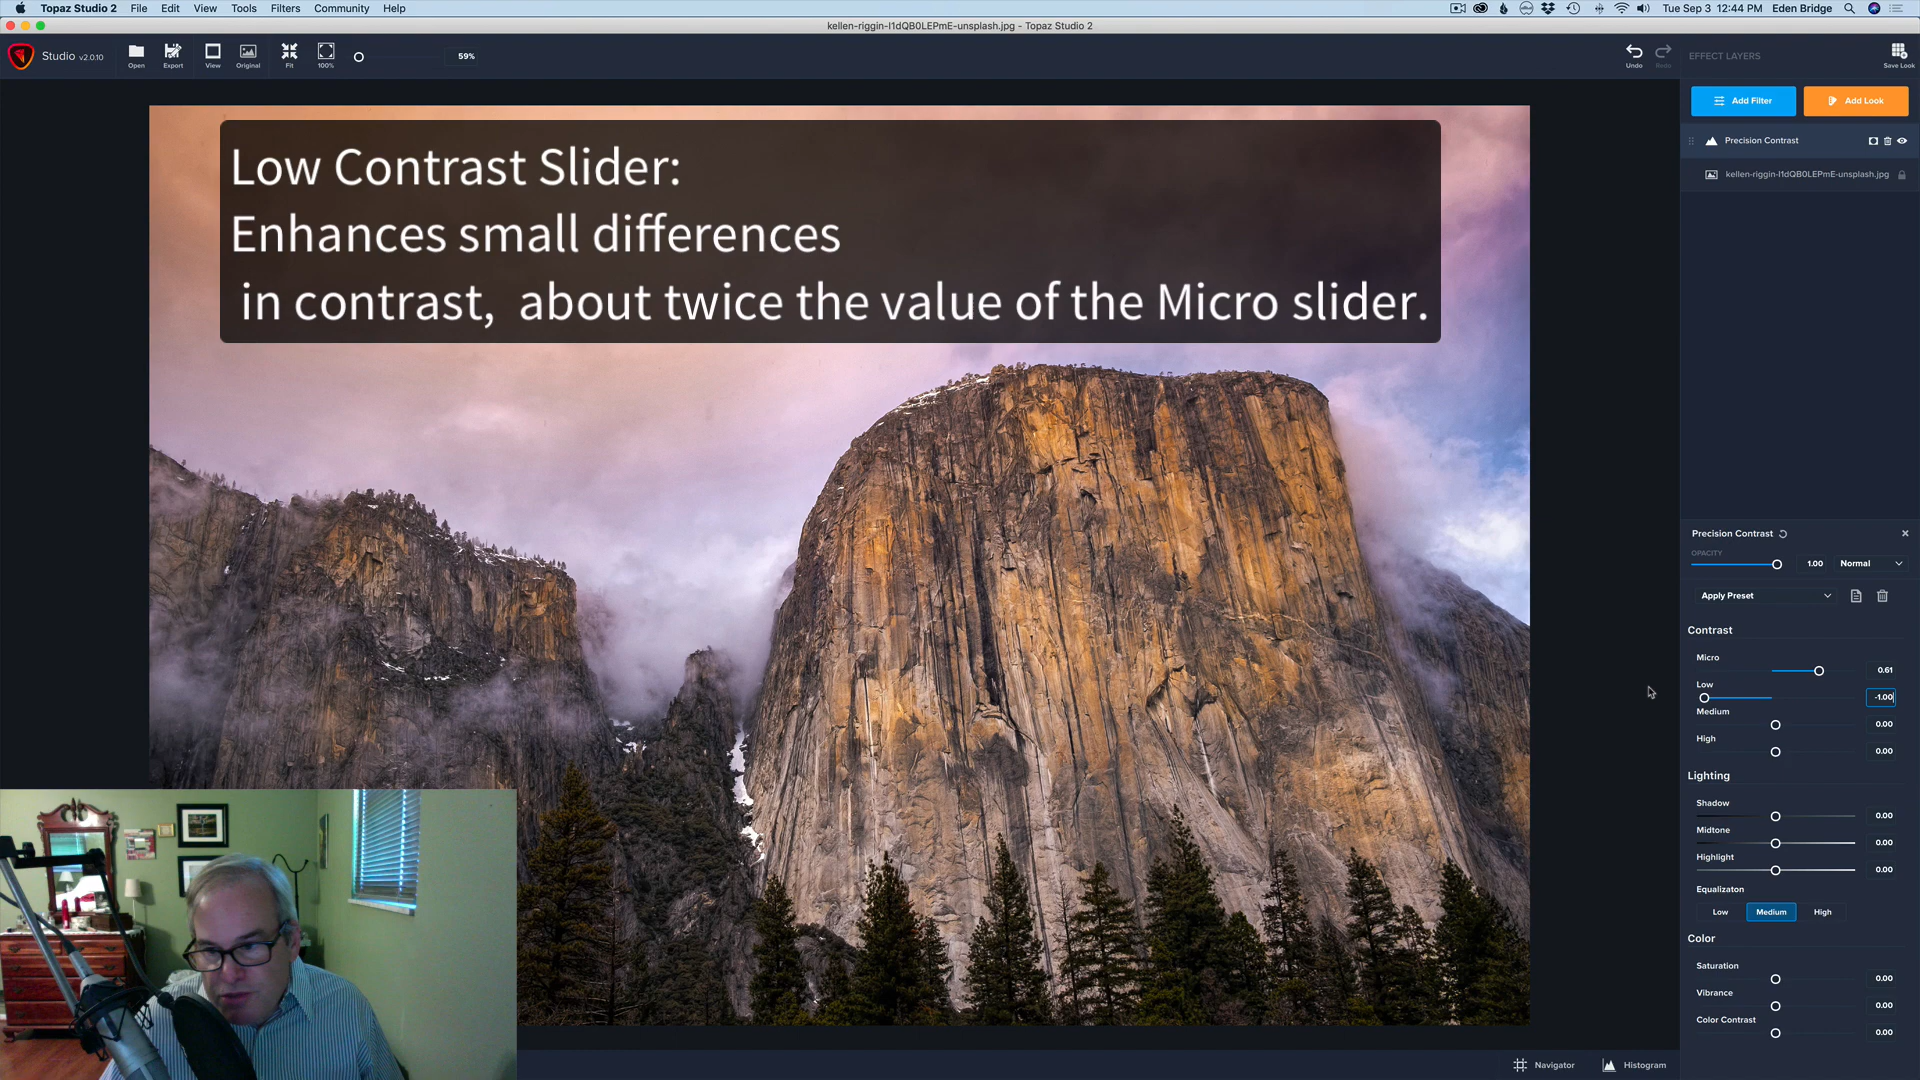 Topaz Studio 2 File Edit View Tools Filters Community Help
Tue Sep 3 12:44 PM Eden Bridge
kellen-riggin-I1dQB0LEPmE-unsplash.jpg - Topaz Studio 2
Studio v2.0.10
Open Export View Original Fit 100% 59% Undo Redo
EFFECT LAYERS
Save Look
Add Filter Add Look
Precision Contrast
kellen-riggin-I1dQB0LEPmE-unsplash.jpg
Low Contrast Slider:
Enhances small differences
in contrast, about twice the value of the Micro slider.
Precision Contrast
OPACITY
1.00 Normal
Apply Preset
Contrast
Micro
0.61
Low
-1.00
Medium
0.00
High
0.00
Lighting
Shadow
0.00
Midtone
0.00
Highlight
0.00
Equalizaton
Low Medium High
Color
Saturation
0.00
Vibrance
0.00
Color Contrast
0.00
Navigator Histogram